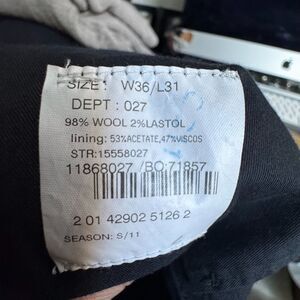 SIZE: W36/L31
DEPT : 027
98% WOOL 2%LASTOL
lining: 53%ACETATE,47%VISCOS
STR:15558027
11868027 /BO:71857
2 01 42902 5126 2
SEASON: S/11